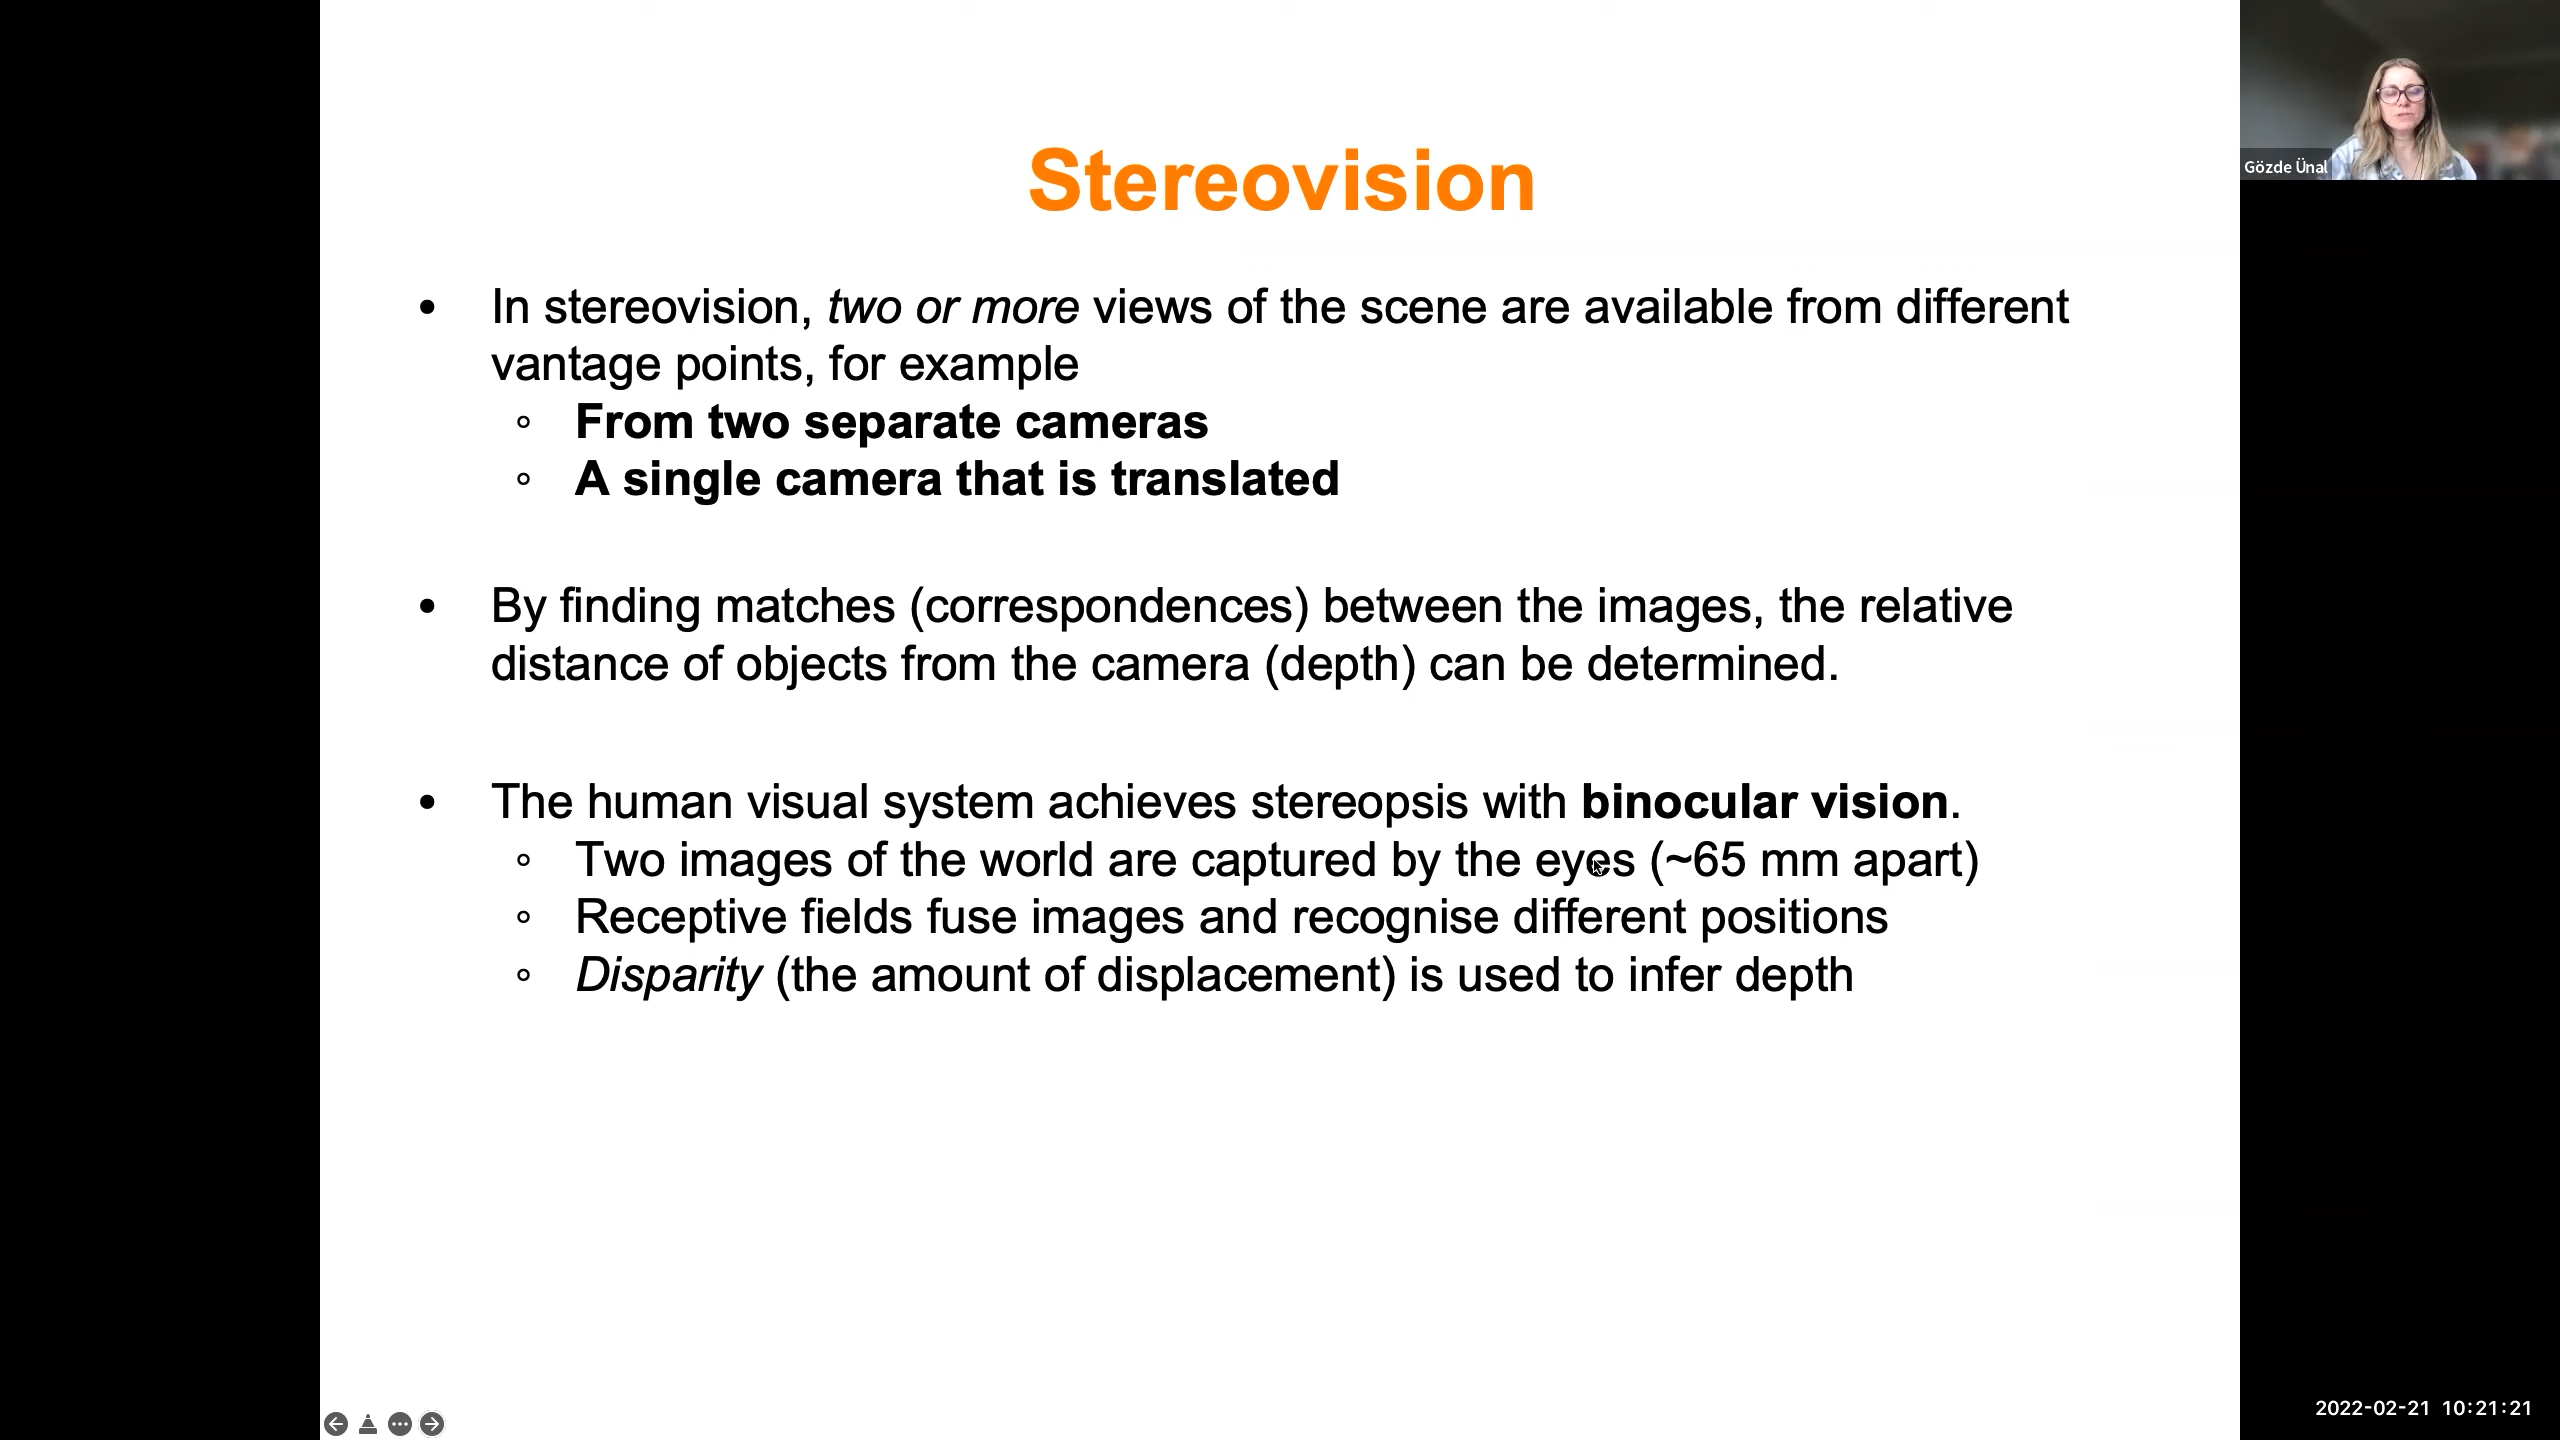 Stereovision
Gözde Ünal
• In stereovision, two or more views of the scene are available from different
vantage points, for example
◦ From two separate cameras
◦ A single camera that is translated
• By finding matches (correspondences) between the images, the relative
distance of objects from the camera (depth) can be determined.
• The human visual system achieves stereopsis with binocular vision.
◦ Two images of the world are captured by the eyes (~65 mm apart)
◦ Receptive fields fuse images and recognise different positions
◦ Disparity (the amount of displacement) is used to infer depth
2022-02-21 10:21:21